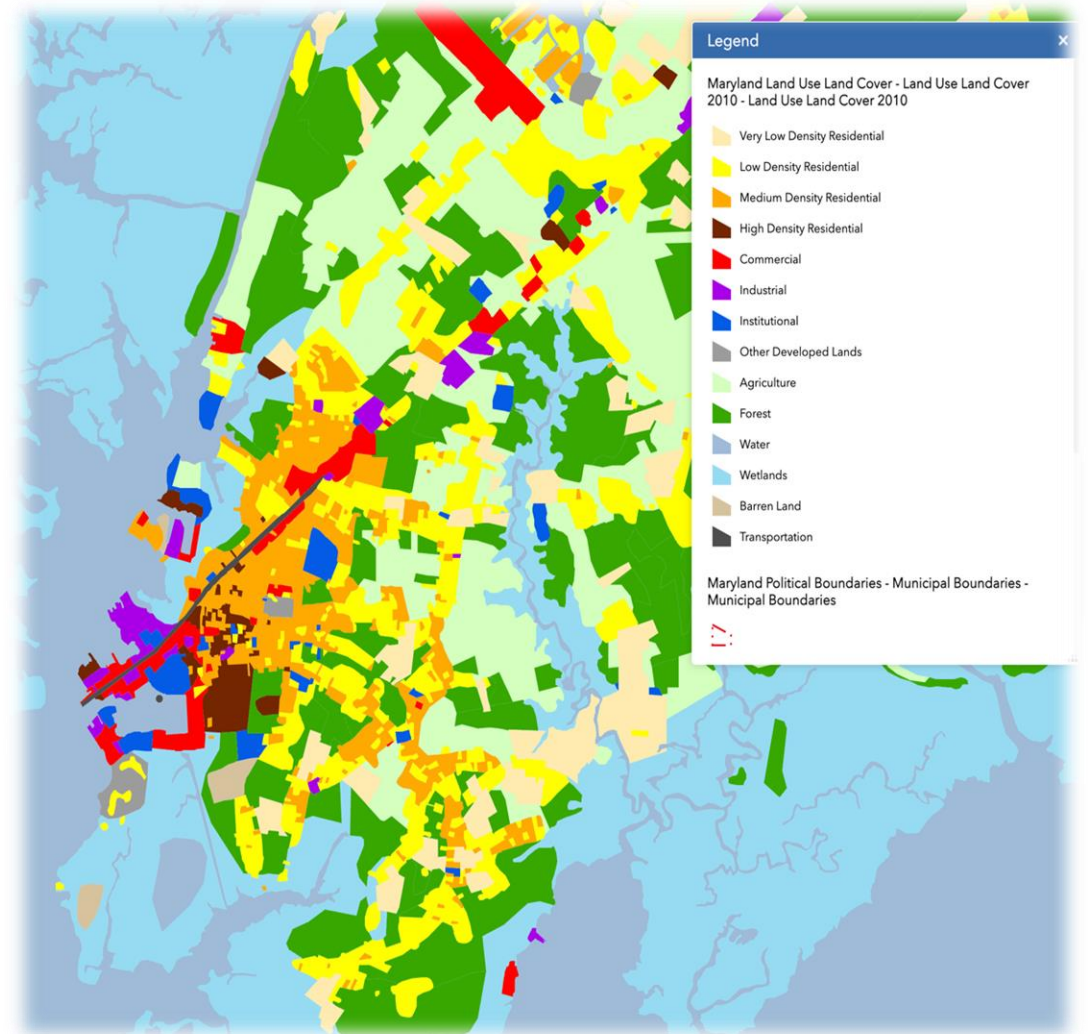 Legend ×
Maryland Land Use Land Cover - Land Use Land Cover
2010 - Land Use Land Cover 2010
Very Low Density Residential
Low Density Residential
Medium Density Residential
High Density Residential
Commercial
Industrial
Institutional
Other Developed Lands
Agriculture
Forest
Water
Wetlands
Barren Land
Transportation
Maryland Political Boundaries - Municipal Boundaries -
Municipal Boundaries